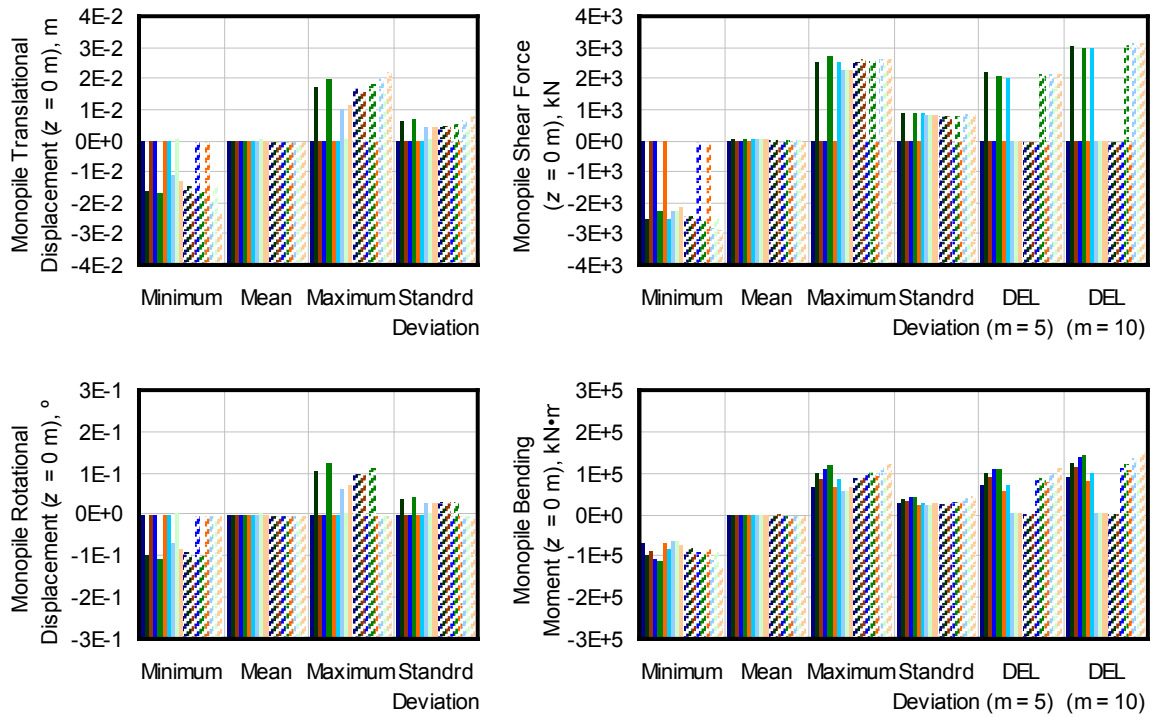 Monopile Translational
Displacement (z = 0 m), m
4E-2
3E-2
2E-2
1E-2
0E+0
-1E-2
-2E-2
-3E-2
-4E-2
Minimum Mean Maximum Standrd
Deviation
Monopile Shear Force
(z = 0 m), kN
4E+3
3E+3
2E+3
1E+3
0E+0
-1E+3
-2E+3
-3E+3
-4E+3
Minimum Mean Maximum Standrd DEL DEL
Deviation (m = 5) (m = 10)
Monopile Rotational
Displacement (z = 0 m), º
3E-1
2E-1
1E-1
0E+0
-1E-1
-2E-1
-3E-1
Minimum Mean Maximum Standrd
Deviation
Monopile Bending
Moment (z = 0 m), kN•m
3E+5
2E+5
1E+5
0E+0
-1E+5
-2E+5
-3E+5
Minimum Mean Maximum Standrd DEL DEL
Deviation (m = 5) (m = 10)